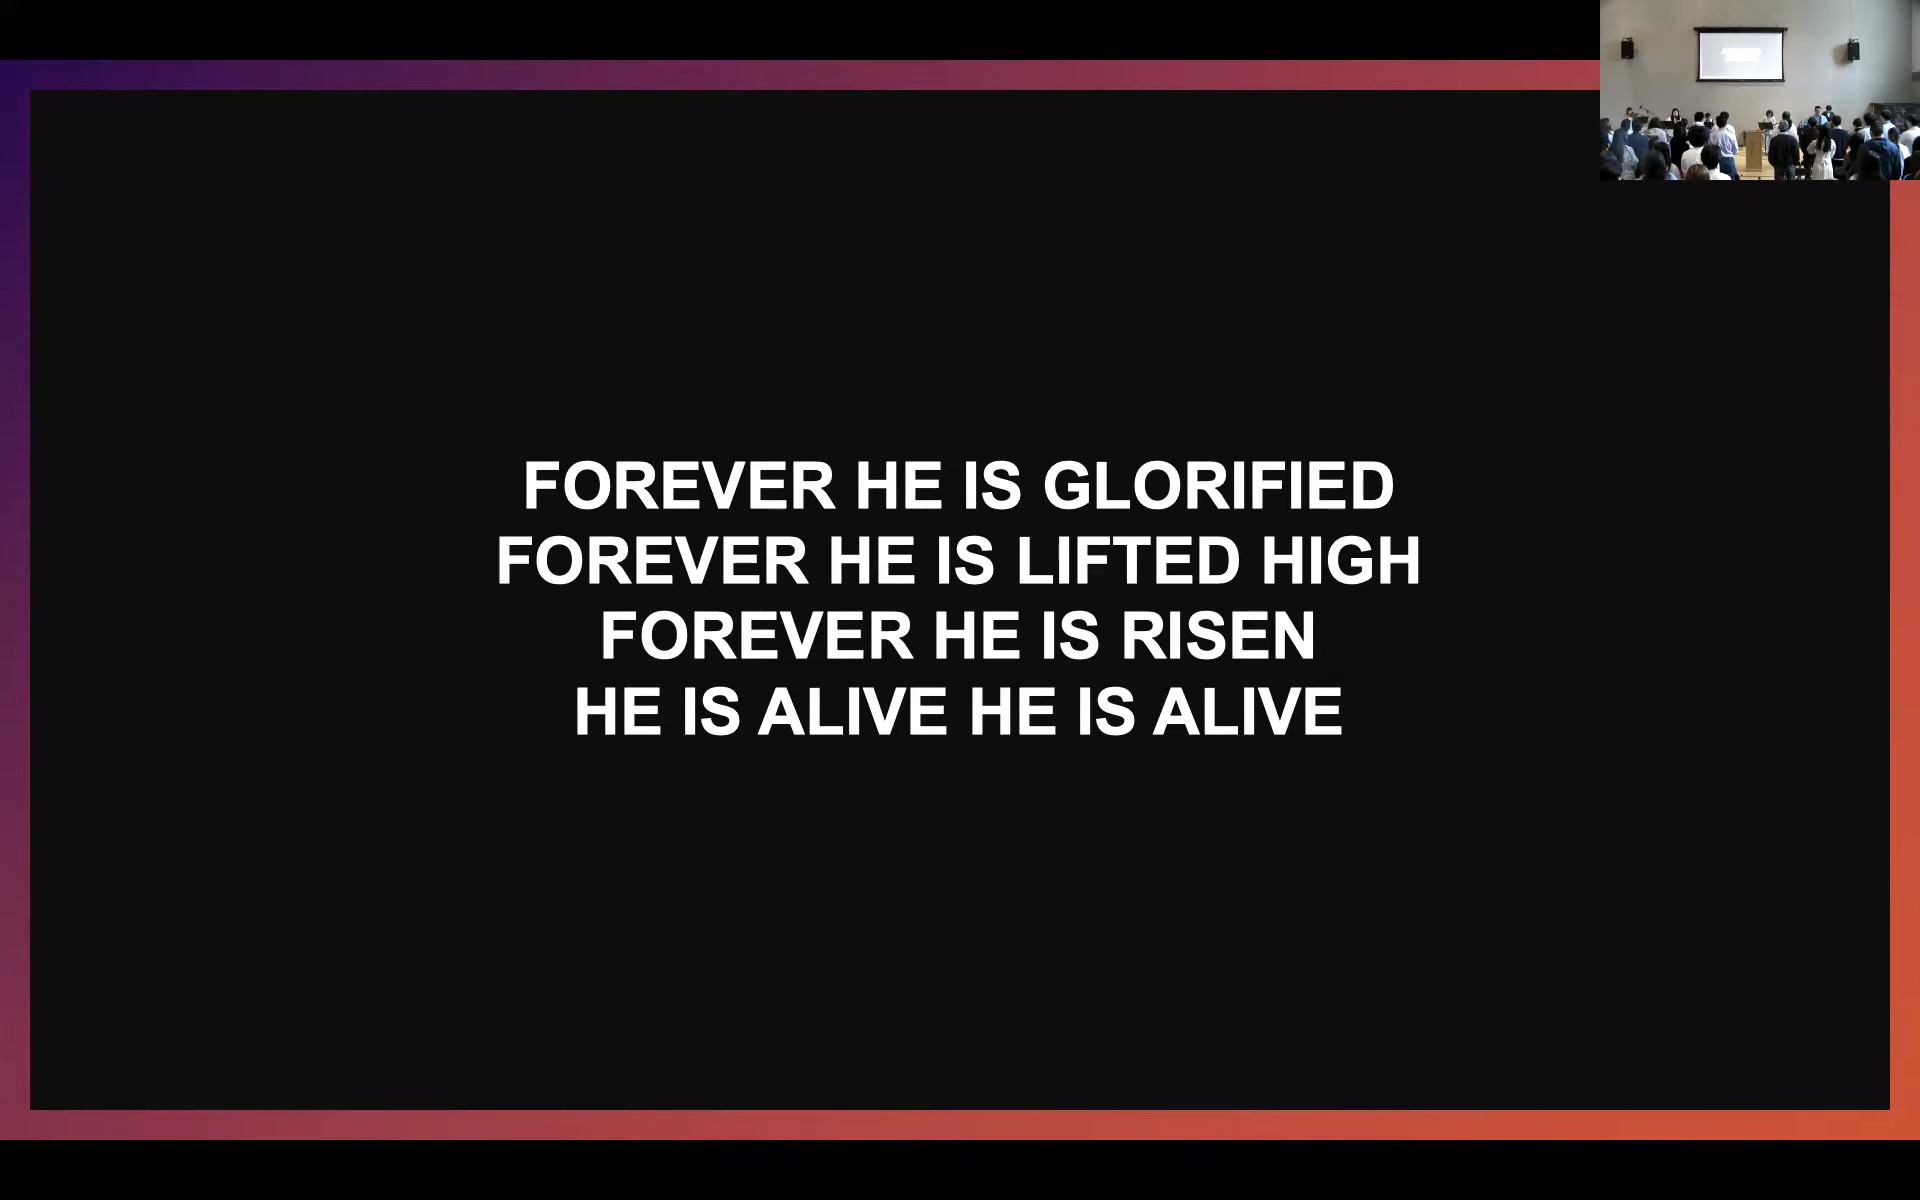 FOREVER HE IS GLORIFIED
FOREVER HE IS LIFTED HIGH
FOREVER HE IS RISEN
HE IS ALIVE HE IS ALIVE